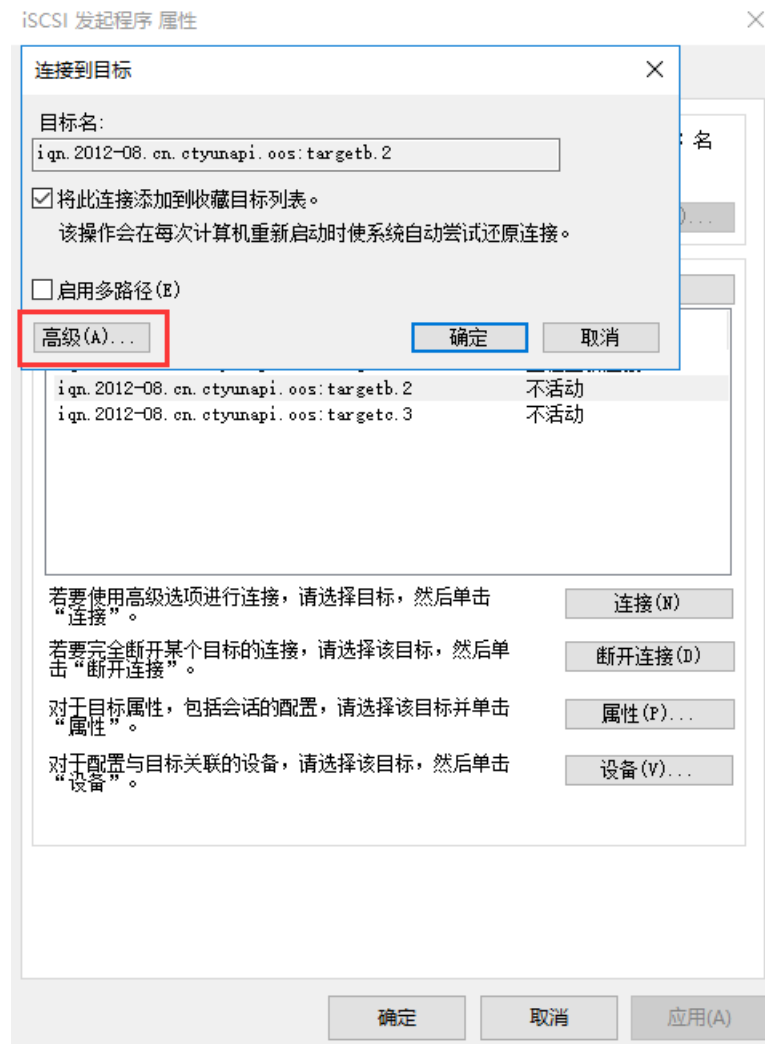 iSCSI 发起程序 属性
连接到目标
目标名:
iqn.2012-08.cn.ctyunapi.oos:targetb.2
名
将此连接添加到收藏目标列表。
该操作会在每次计算机重新启动时使系统自动尝试还原连接。
)...
启用多路径(E)
高级(A)...
确定
取消
iqn.2012-08.cn.ctyunapi.oos:targetb.2
不活动
iqn.2012-08.cn.ctyunapi.oos:targetc.3
不活动
若要使用高级选项进行连接，请选择目标，然后单击
“连接”。
连接(N)
若要完全断开某个目标的连接，请选择该目标，然后单
击“断开连接”。
断开连接(D)
对于目标属性，包括会话的配置，请选择该目标并单击
“属性”。
属性(P)...
对于配置与目标关联的设备，请选择该目标，然后单击
“设备”。
设备(V)...
确定
取消
应用(A)